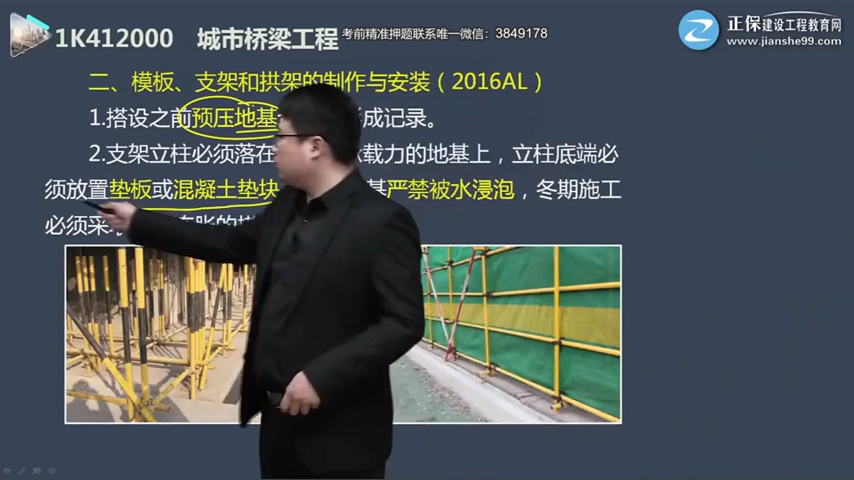 1K412000 城市桥梁工程
考前精准押题联系唯一微信：3849178
正保建设工程教育网
www.jianshe99.com
二、模板、支架和拱架的制作与安装（2016AL）
1.搭设之前预压地基 成记录。
2.支架立柱必须落在 载力的地基上，立柱底端必
须放置垫板或混凝土垫块 严禁被水浸泡，冬期施工
必须采